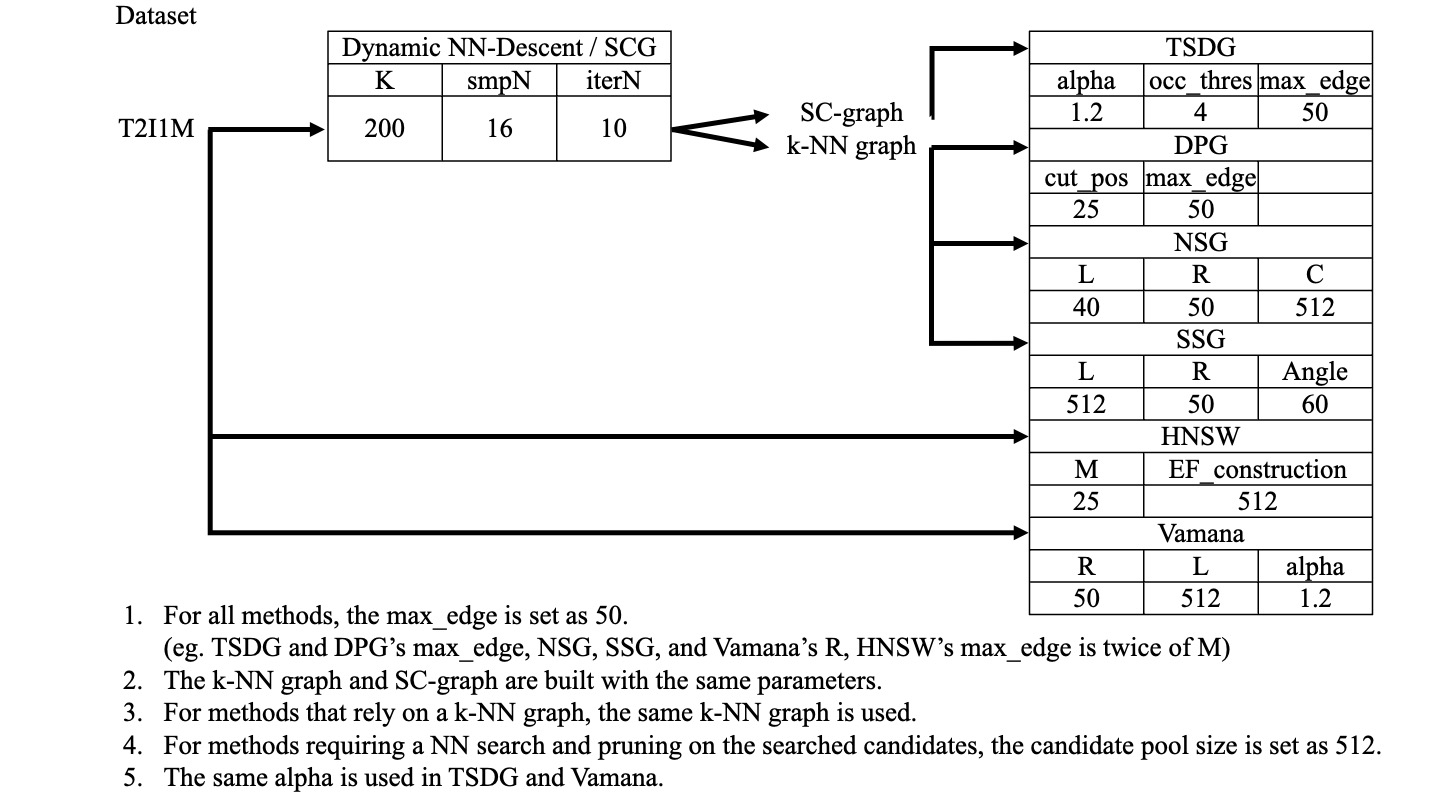 Dataset
Dynamic NN-Descent / SCG
K smpN iterN
200 16 10
T2I1M
SC-graph
k-NN graph
TSDG
alpha occ_thres max_edge
1.2 4 50
DPG
cut_pos max_edge
25 50
NSG
L R C
40 50 512
SSG
L R Angle
512 50 60
HNSW
M EF_construction
25 512
Vamana
R L alpha
50 512 1.2
1. For all methods, the max_edge is set as 50.
(eg. TSDG and DPG’s max_edge, NSG, SSG, and Vamana’s R, HNSW’s max_edge is twice of M)
2. The k-NN graph and SC-graph are built with the same parameters.
3. For methods that rely on a k-NN graph, the same k-NN graph is used.
4. For methods requiring a NN search and pruning on the searched candidates, the candidate pool size is set as 512.
5. The same alpha is used in TSDG and Vamana.